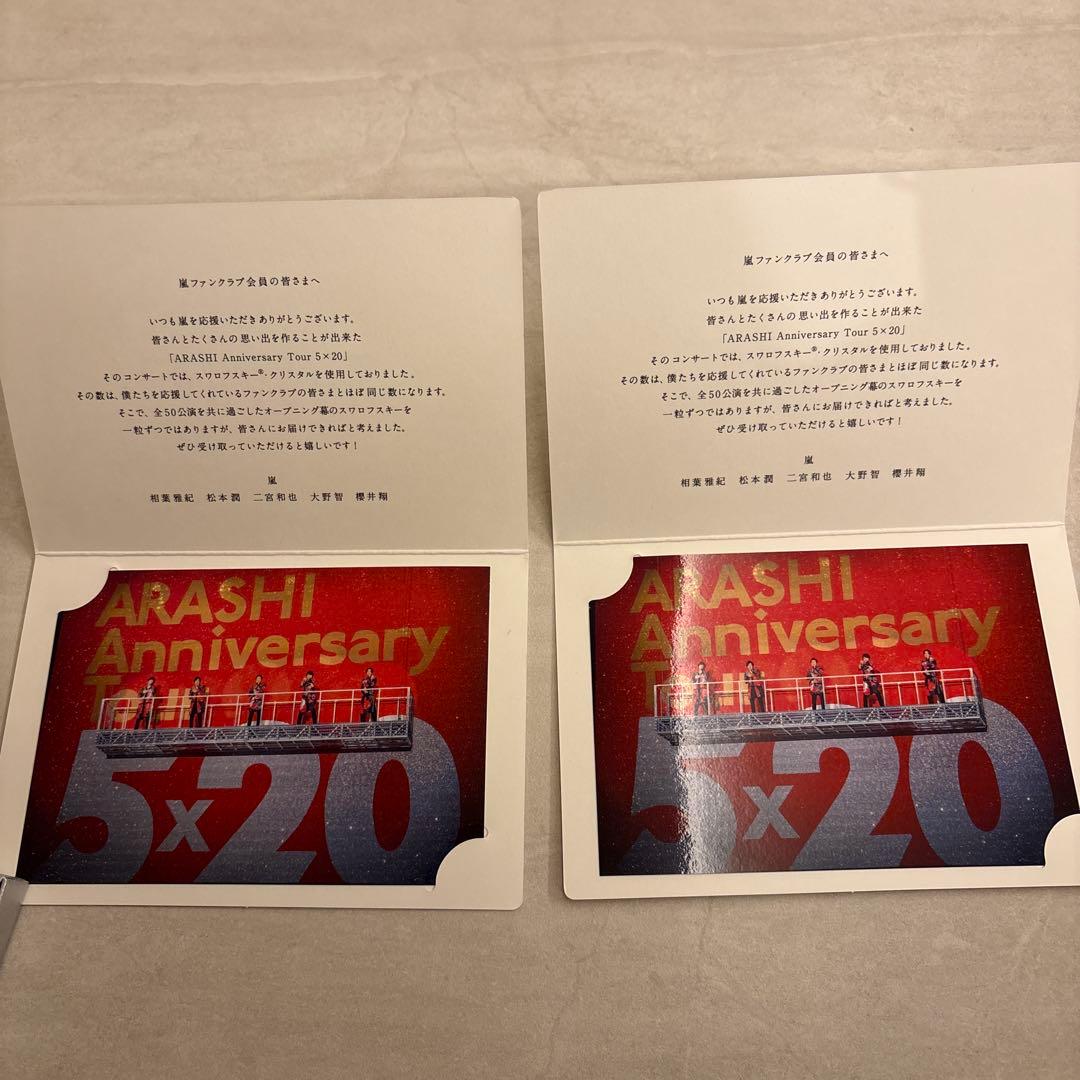 嵐ファンクラブ会員の皆さまへ
いつも嵐を応援いただきありがとうございます。
皆さんとたくさんの思い出を作ることが出来た
「ARASHI Anniversary Tour 5×20」
そのコンサートでは、スワロフスキー®・クリスタルを使用しておりました。
その数は、僕たちを応援してくれているファンクラブの皆さまとほぼ同じ数になります。
そこで、全50公演を共に過ごしたオープニング幕のスワロフスキーを
一粒ずつではありますが、皆さんにお届けできればと考えました。
ぜひ受け取っていただけると嬉しいです！
嵐
相葉雅紀 松本潤 二宮和也 大野智 櫻井翔
ARASHI
Anniversary
Tour
5x20
嵐ファンクラブ会員の皆さまへ
いつも嵐を応援いただきありがとうございます。
皆さんとたくさんの思い出を作ることが出来た
「ARASHI Anniversary Tour 5×20」
そのコンサートでは、スワロフスキー®・クリスタルを使用しておりました。
その数は、僕たちを応援してくれているファンクラブの皆さまとほぼ同じ数になります。
そこで、全50公演を共に過ごしたオープニング幕のスワロフスキーを
一粒ずつではありますが、皆さんにお届けできればと考えました。
ぜひ受け取っていただけると嬉しいです！
嵐
相葉雅紀 松本潤 二宮和也 大野智 櫻井翔
ARASHI
Anniversary
Tour
5x20